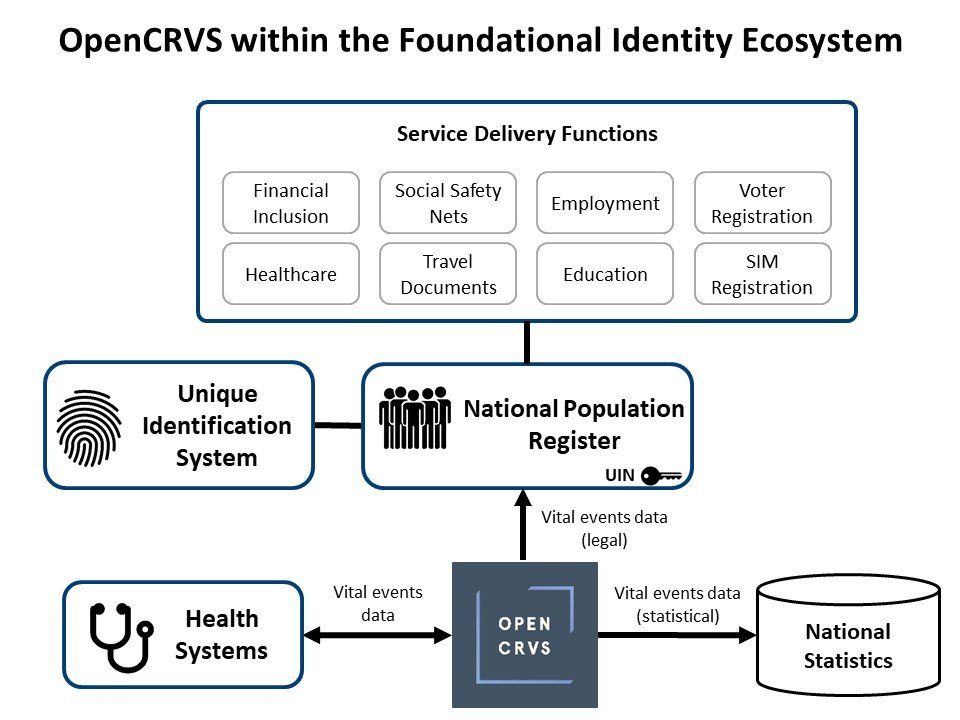 OpenCRVS within the Foundational Identity Ecosystem
Service Delivery Functions
Financial
Inclusion
Social Safety
Nets
Employment
Voter
Registration
Healthcare
Travel
Documents
Education
SIM
Registration
Unique
Identification
System
National Population
Register
UIN
Vital events data
(legal)
Health
Systems
Vital events
data
OPEN
CRVS
Vital events data
(statistical)
National
Statistics